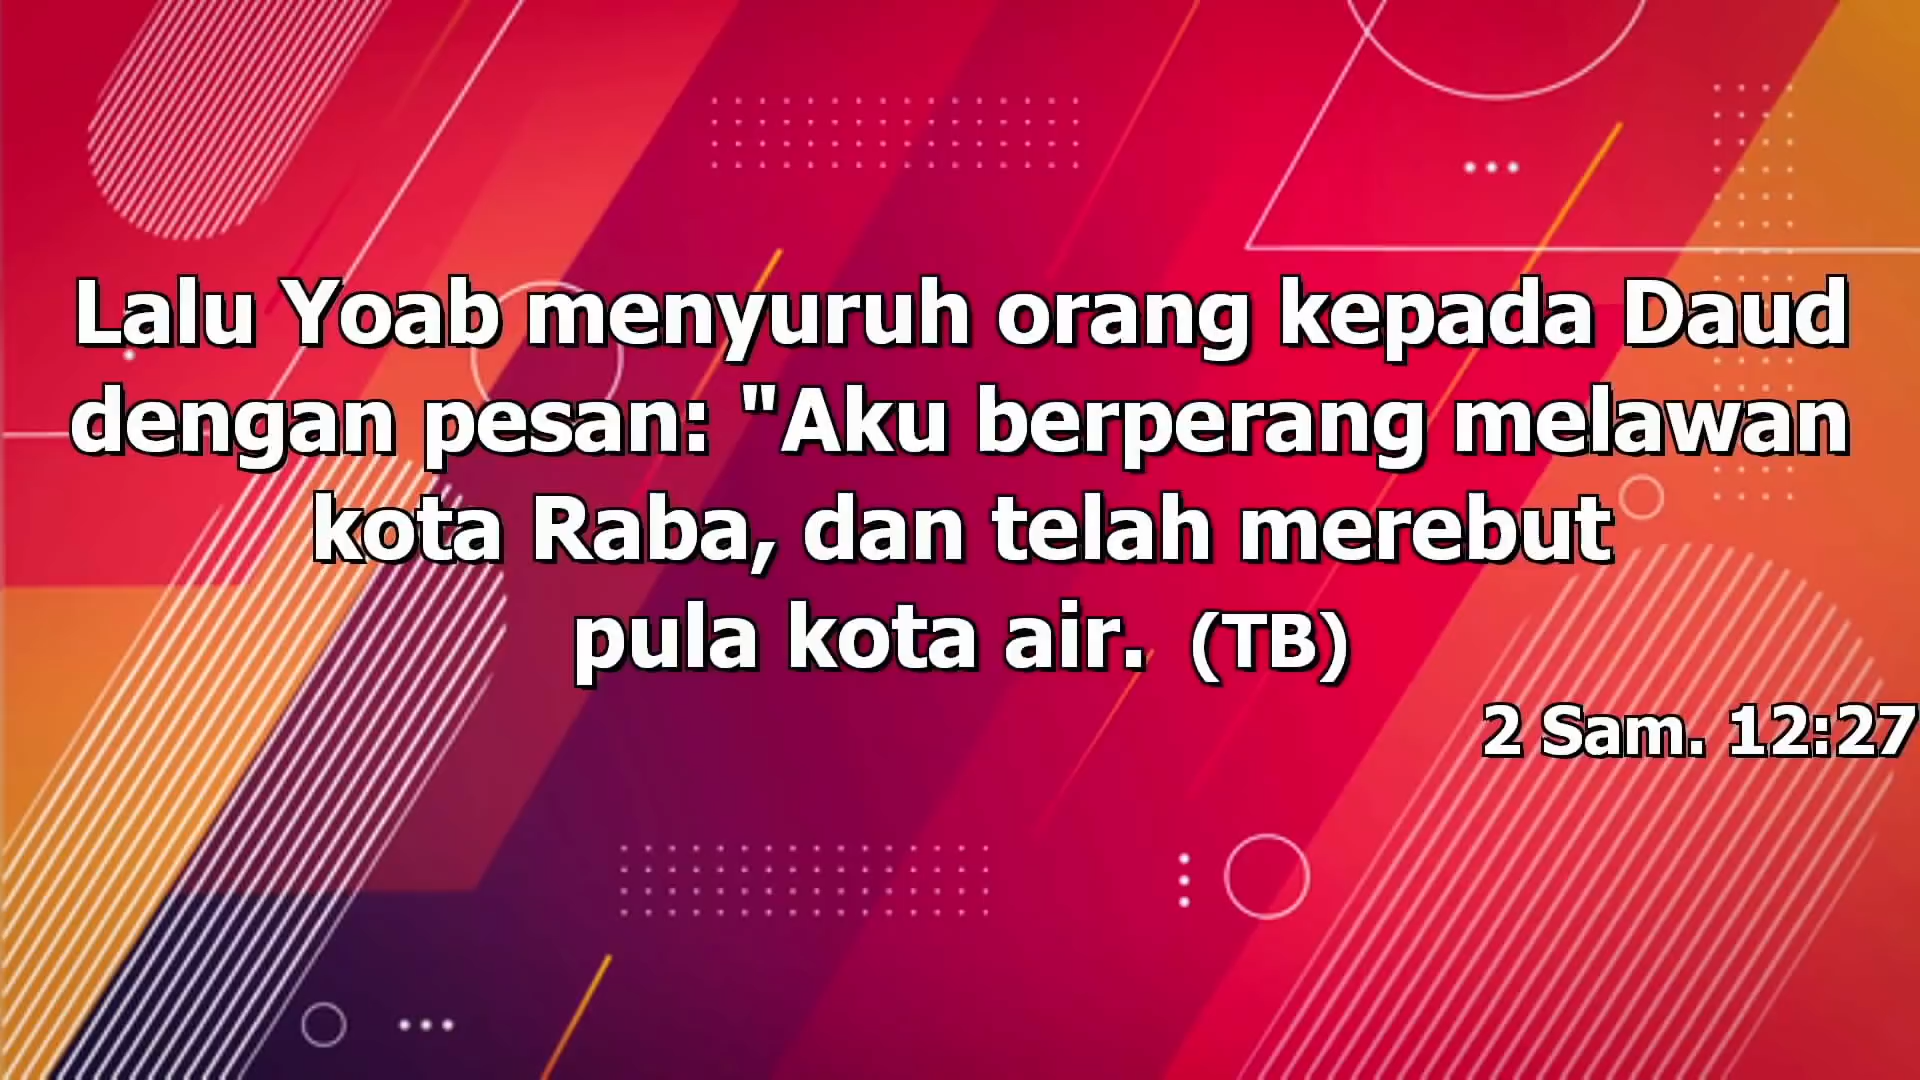 Lalu Yoab menyuruh orang kepada Daud
dengan pesan: "Aku berperang melawan
kota Raba, dan telah merebut
pula kota air. (TB)
2 Sam. 12:27